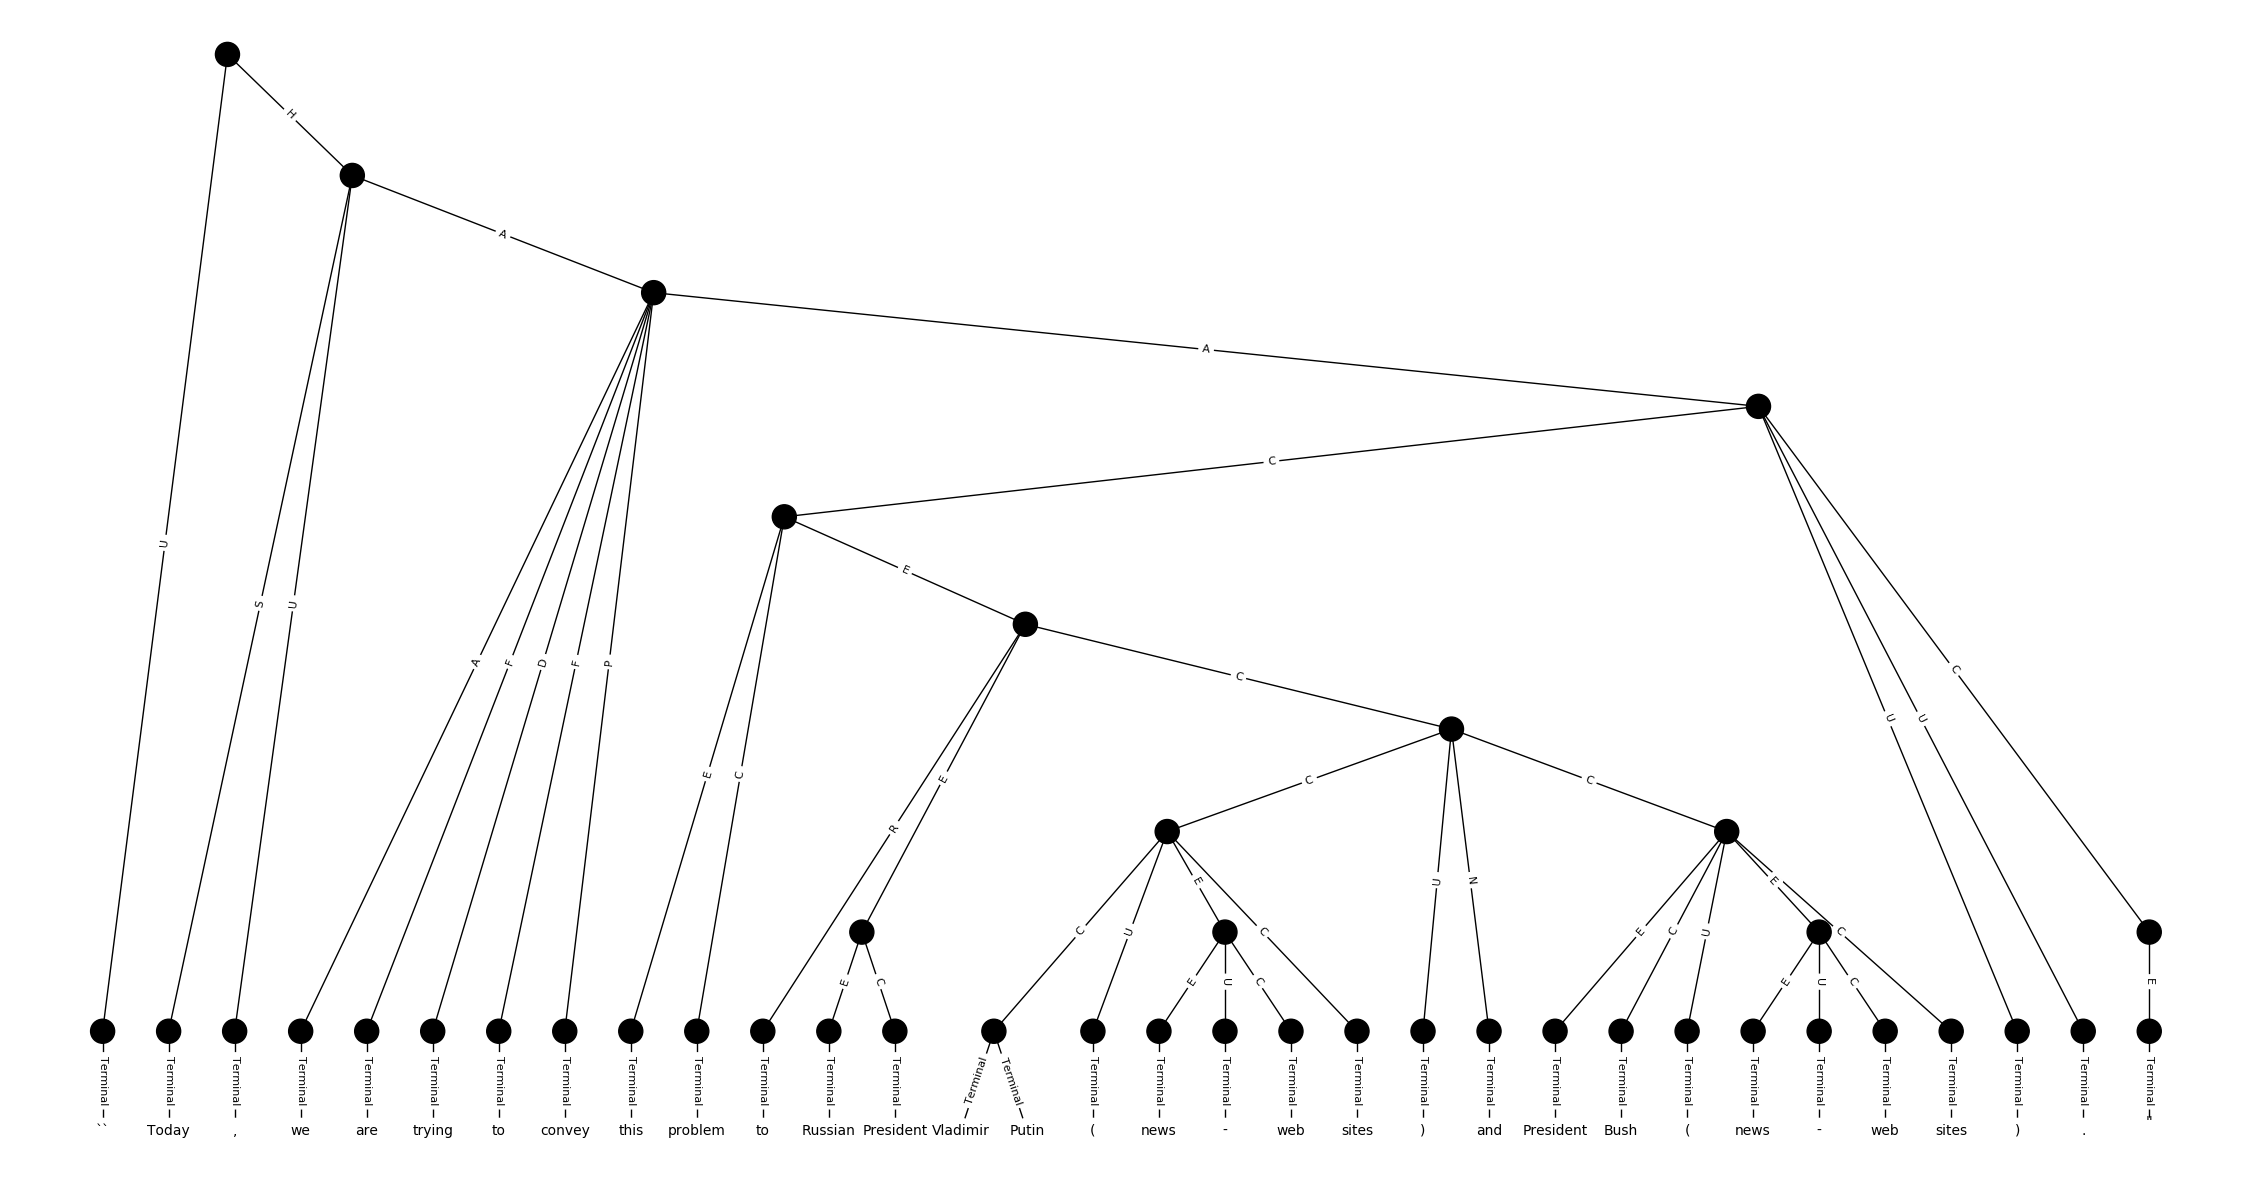 H
A
A
C
U
E
S
U
A
F
D
F
P
C
C
U
U
E
C
E
C
C
R
U
N
E
E
C
U
E
C
E
C
U
C
E
C
E
U
C
E
U
C
E
Terminal Terminal Terminal Terminal Terminal Terminal Terminal Terminal Terminal Terminal Terminal Terminal Terminal Terminal Terminal Terminal Terminal Terminal Terminal Terminal Terminal Terminal Terminal Terminal Terminal Terminal Terminal Terminal Terminal Terminal Terminal Terminal
`` Today , we are trying to convey this problem to Russian President Vladimir Putin ( news - web sites ) and President Bush ( news - web sites ) .